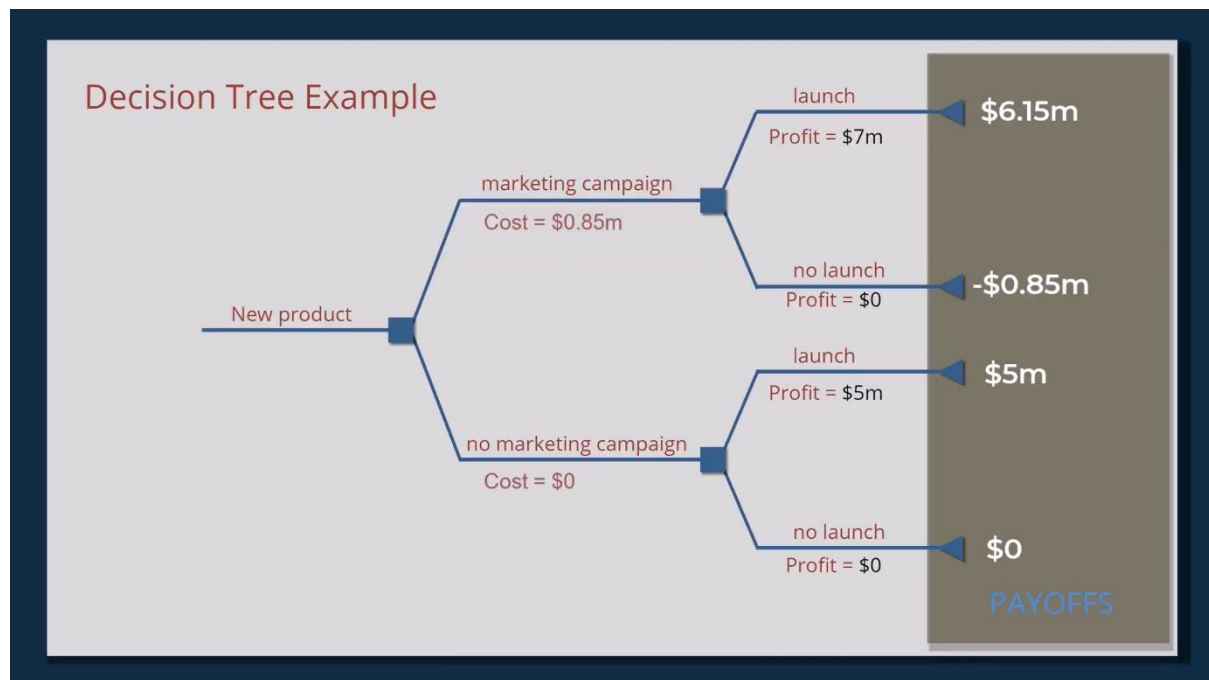 Decision Tree Example
launch
$6.15m
Profit = $7m
marketing campaign
Cost = $0.85m
no launch
-$0.85m
Profit = $0
New product
launch
$5m
Profit = $5m
no marketing campaign
Cost = $0
no launch
$0
Profit = $0
PAYOFFS